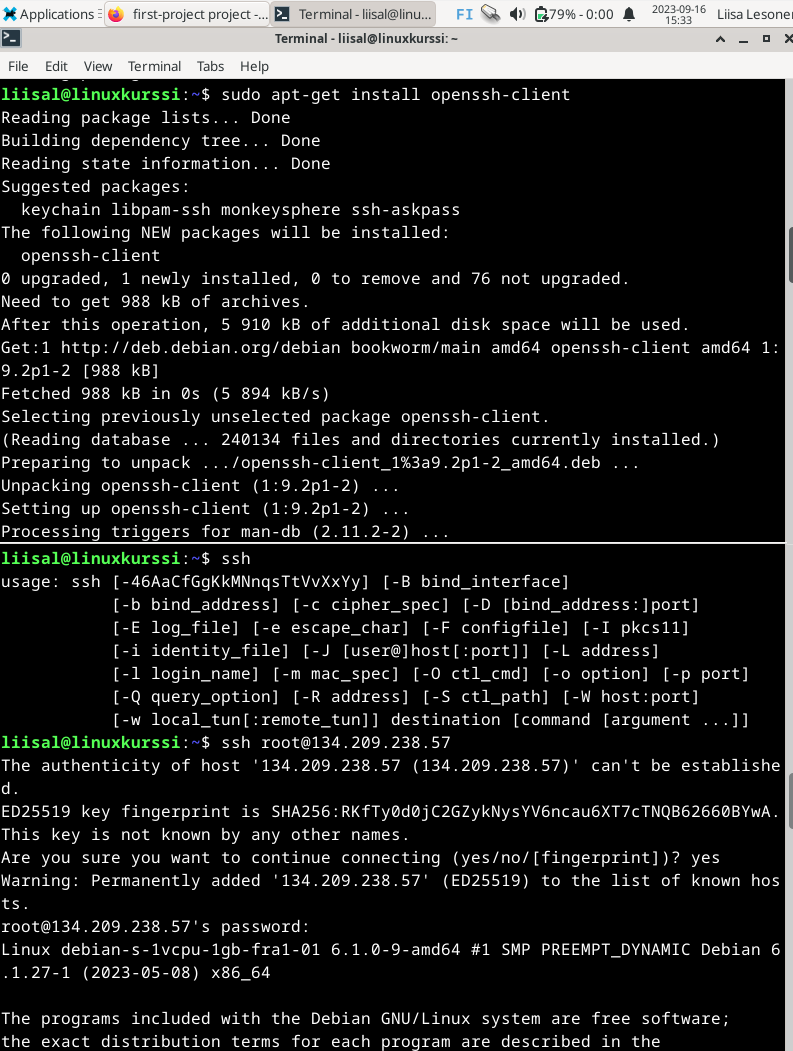 Applications
first-project project -...
Terminal - liisal@linu...
FI
79% - 0:00
2023-09-16
15:33
Liisa Lesoner
Terminal - liisal@linuxkurssi: ~
File Edit View Terminal Tabs Help
liisal@linuxkurssi:~$ sudo apt-get install openssh-client
Reading package lists... Done
Building dependency tree... Done
Reading state information... Done
Suggested packages:
  keychain libpam-ssh monkeysphere ssh-askpass
The following NEW packages will be installed:
  openssh-client
0 upgraded, 1 newly installed, 0 to remove and 76 not upgraded.
Need to get 988 kB of archives.
After this operation, 5 910 kB of additional disk space will be used.
Get:1 http://deb.debian.org/debian bookworm/main amd64 openssh-client amd64 1:
9.2p1-2 [988 kB]
Fetched 988 kB in 0s (5 894 kB/s)
Selecting previously unselected package openssh-client.
(Reading database ... 240134 files and directories currently installed.)
Preparing to unpack .../openssh-client_1%3a9.2p1-2_amd64.deb ...
Unpacking openssh-client (1:9.2p1-2) ...
Setting up openssh-client (1:9.2p1-2) ...
Processing triggers for man-db (2.11.2-2) ...
liisal@linuxkurssi:~$ ssh
usage: ssh [-46AaCfGgKkMNnqsTtVvXxYy] [-B bind_interface]
           [-b bind_address] [-c cipher_spec] [-D [bind_address:]port]
           [-E log_file] [-e escape_char] [-F configfile] [-I pkcs11]
           [-i identity_file] [-J [user@]host[:port]] [-L address]
           [-l login_name] [-m mac_spec] [-O ctl_cmd] [-o option] [-p port]
           [-Q query_option] [-R address] [-S ctl_path] [-W host:port]
           [-w local_tun[:remote_tun]] destination [command [argument ...]]
liisal@linuxkurssi:~$ ssh root@134.209.238.57
The authenticity of host '134.209.238.57 (134.209.238.57)' can't be establishe
d.
ED25519 key fingerprint is SHA256:RKfTy0d0jC2GZykNysYV6ncau6XT7cTNQB62660BYwA.
This key is not known by any other names.
Are you sure you want to continue connecting (yes/no/[fingerprint])? yes
Warning: Permanently added '134.209.238.57' (ED25519) to the list of known hos
ts.
root@134.209.238.57's password:
Linux debian-s-1vcpu-1gb-fra1-01 6.1.0-9-amd64 #1 SMP PREEMPT_DYNAMIC Debian 6
.1.27-1 (2023-05-08) x86_64
The programs included with the Debian GNU/Linux system are free software;
the exact distribution terms for each program are described in the